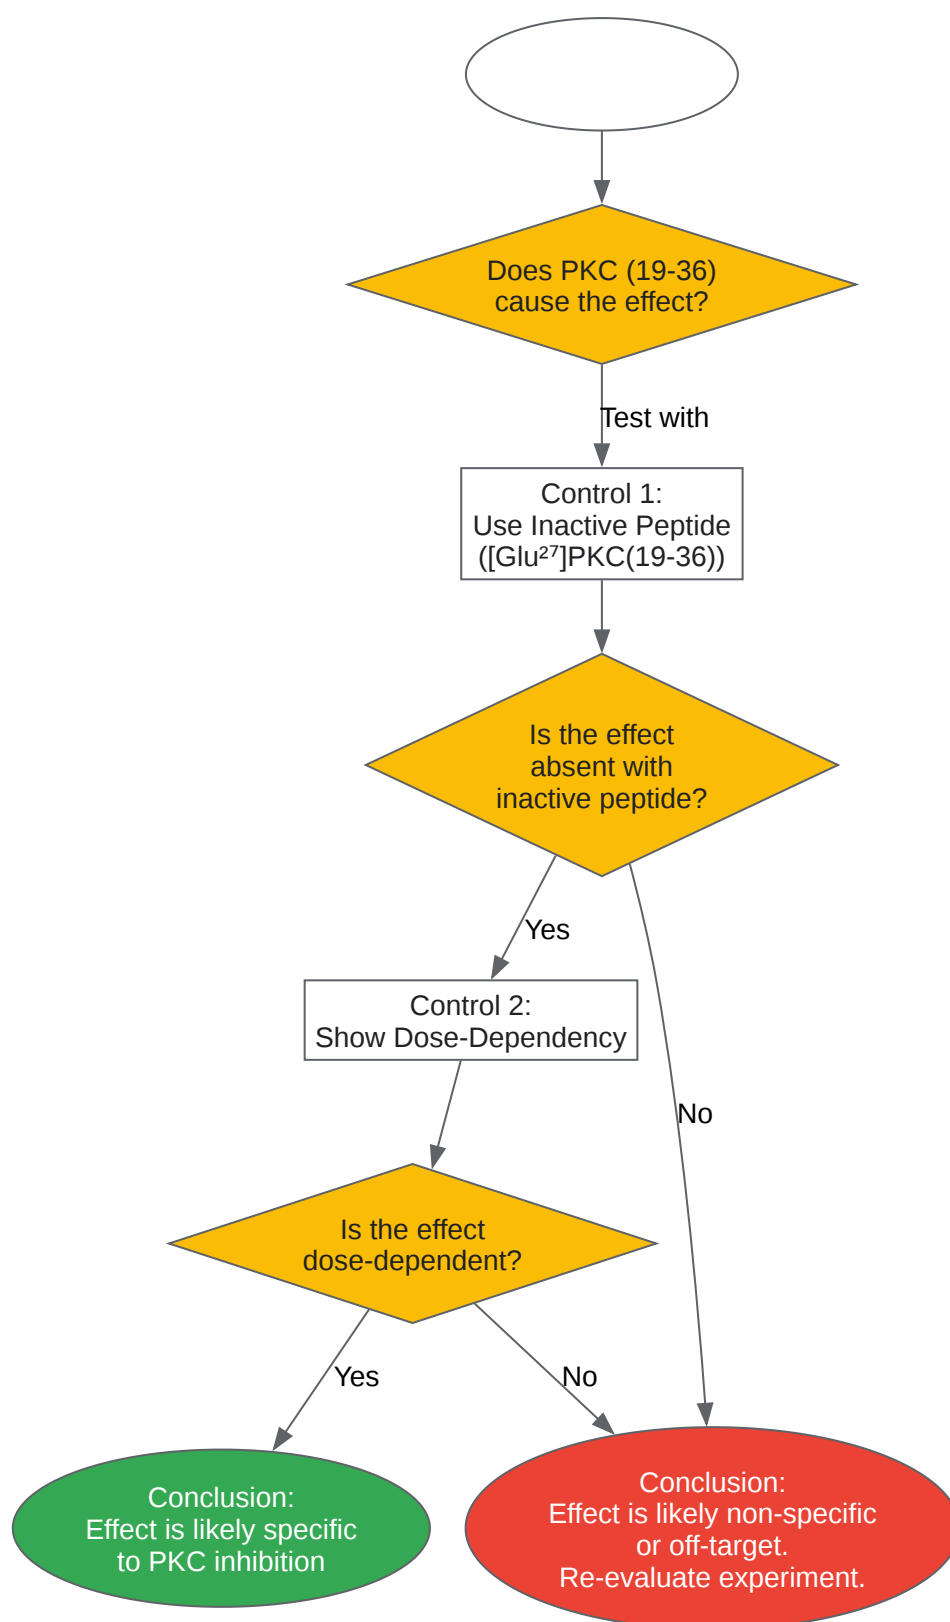 Does PKC (19-36)
cause the effect?
Test with
Control 1:
Use Inactive Peptide
([Glu²⁷]PKC(19-36))
Is the effect
absent with
inactive peptide?
Yes
Control 2:
Show Dose-Dependency
No
Is the effect
dose-dependent?
Yes
No
Conclusion:
Effect is likely specific
to PKC inhibition
Conclusion:
Effect is likely non-specific
or off-target.
Re-evaluate experiment.